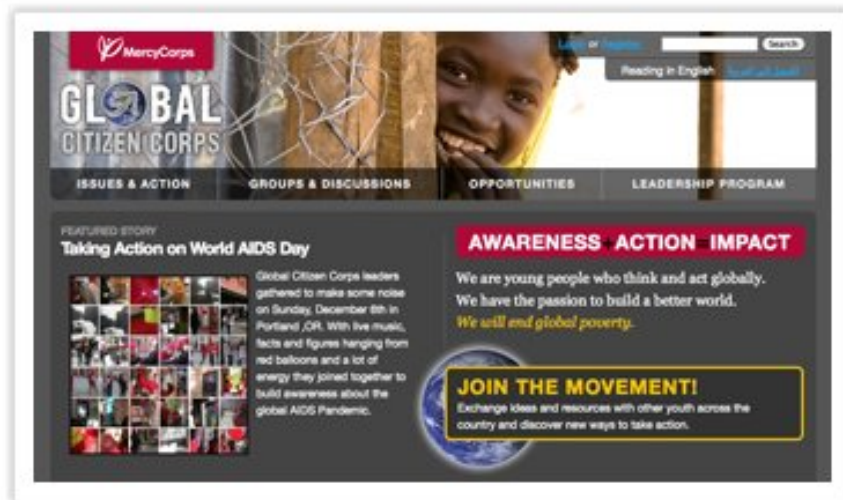 MercyCorps
Login or Register
Search
Reading in English
GLOBAL
CITIZEN CORPS
ISSUES & ACTION
GROUPS & DISCUSSIONS
OPPORTUNITIES
LEADERSHIP PROGRAM
FEATURED STORY
Taking Action on World AIDS Day
Global Citizen Corps leaders
gathered to make some noise
on Sunday, December 6th in
Portland ,OR. With live music,
facts and figures hanging from
red balloons and a lot of
energy they joined together to
build awareness about the
global AIDS Pandemic.
AWARENESS+ACTION=IMPACT
We are young people who think and act globally.
We have the passion to build a better world.
We will end global poverty.
JOIN THE MOVEMENT!
Exchange ideas and resources with other youth across the
country and discover new ways to take action.